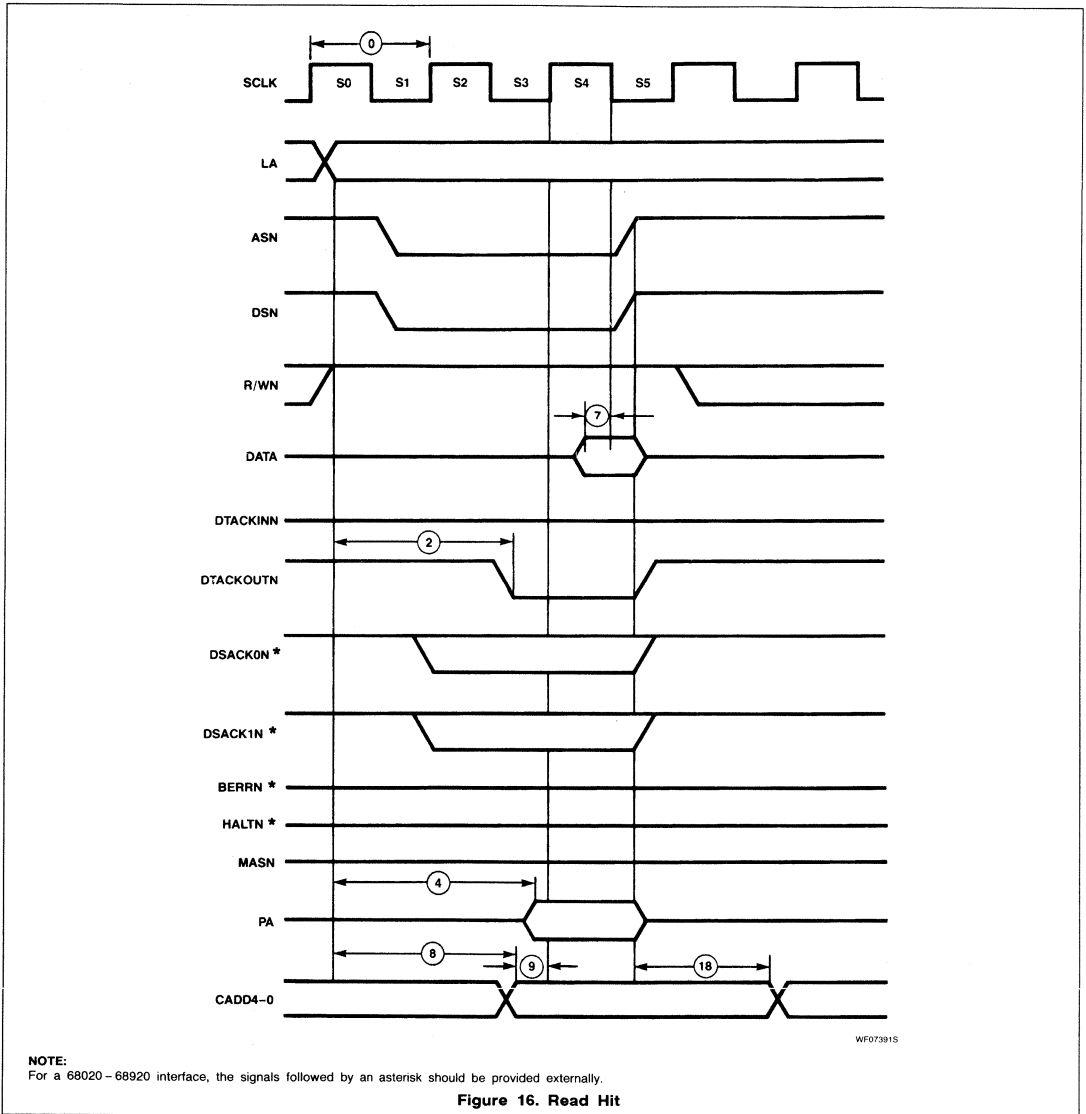 0
SCLK S0 S1 S2 S3 S4 S5
LA
ASN
DSN
R/WN
7
DATA
DTACKINN
2
DTACKOUTN
DSACK0N *
DSACK1N *
BERRN *
HALTN *
MASN
4
PA
8
9
18
CADD4-0
WF07391S
NOTE:
For a 68020 – 68920 interface, the signals followed by an asterisk should be provided externally.
Figure 16. Read Hit